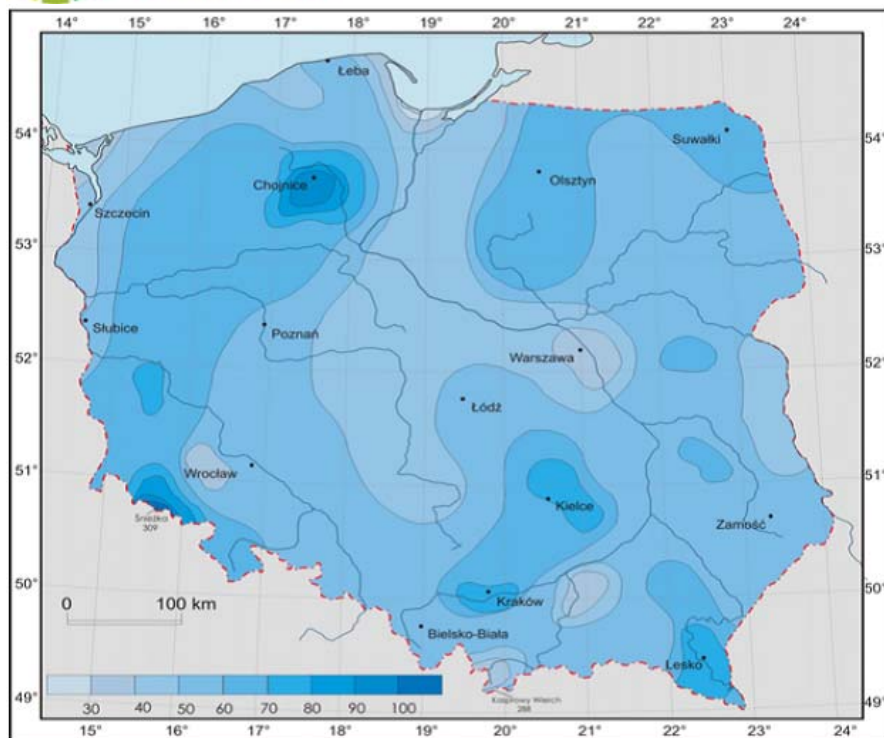 14° 15° 16° 17° 18° 19° 20° 21° 22° 23° 24°
Łeba
54° 54°
Suwałki
Chojnice Olsztyn
Szczecin
53° 53°
Słubice Poznań
Warszawa
52° 52°
Łódź
Wrocław
51° 51°
Kielce
Śnieżka
309
Zamość
50° 50°
0 100 km
Kraków
Bielsko-Biała
Lesko
Kasprowy Wierch
288
30 40 50 60 70 80 90 100
49° 49°
15° 16° 17° 18° 19° 20° 21° 22° 23° 24°